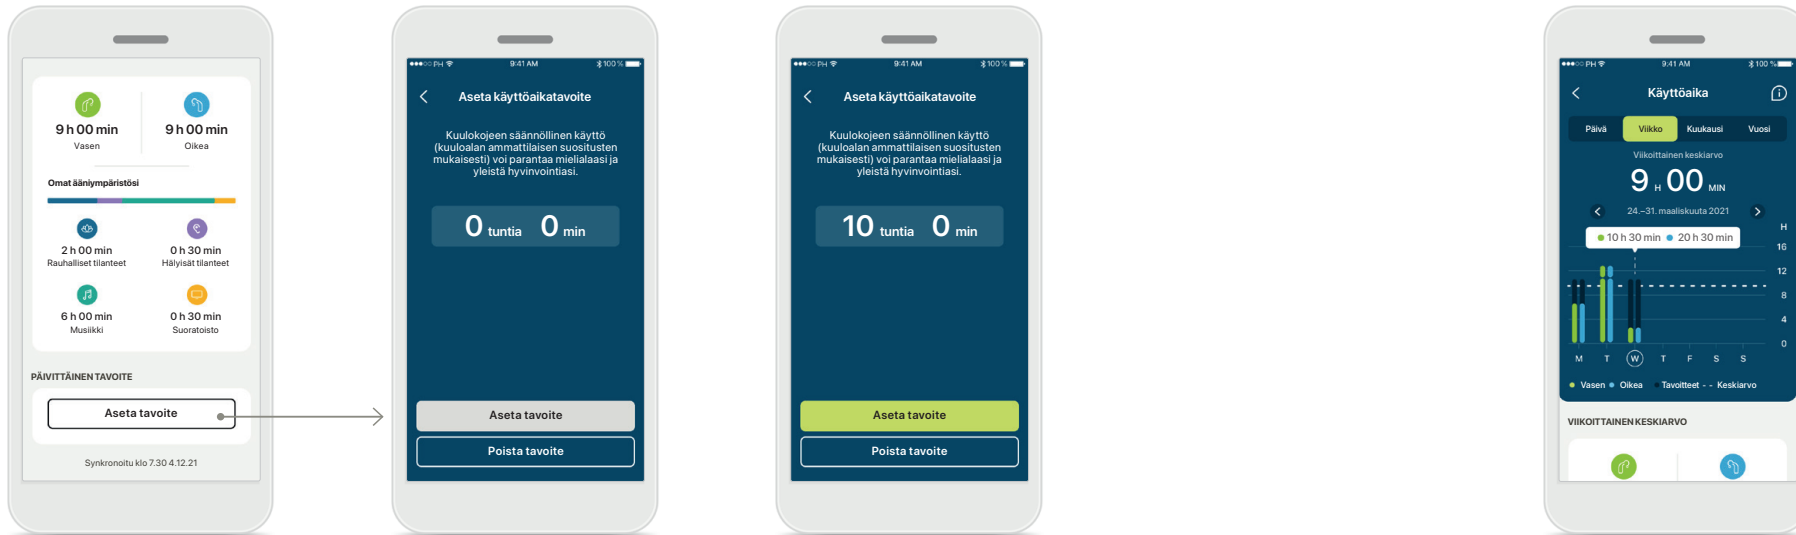 9 h 00 min
Vasen
9 h 00 min
Oikea
Omat ääniympäristösi
2 h 00 min
Rauhalliset tilanteet
0 h 30 min
Hälyisät tilanteet
6 h 00 min
Musiikki
0 h 30 min
Suoratoisto
PÄIVITTÄINEN TAVOITE
Aseta tavoite
Synkronoitu klo 7.30 4.12.21
PH 9:41 AM 100 %
Aseta käyttöaikatavoite
Kuulokojeen säännöllinen käyttö
(kuuloalan ammattilaisen suositusten
mukaisesti) voi parantaa mielialaasi ja
yleistä hyvinvointiasi.
0 tuntia 0 min
Aseta tavoite
Poista tavoite
PH 9:41 AM 100 %
Aseta käyttöaikatavoite
Kuulokojeen säännöllinen käyttö
(kuuloalan ammattilaisen suositusten
mukaisesti) voi parantaa mielialaasi ja
yleistä hyvinvointiasi.
10 tuntia 0 min
Aseta tavoite
Poista tavoite
PH 9:41 AM 100 %
Käyttöaika
Päivä Viikko Kuukausi Vuosi
Viikoittainen keskiarvo
9 H 00 MIN
24.–31. maaliskuuta 2021
H
10 h 30 min 20 h 30 min
16
12
8
4
0
M T W T F S S
Vasen Oikea Tavoitteet - - Keskiarvo
VIIKOITTAINEN KESKIARVO